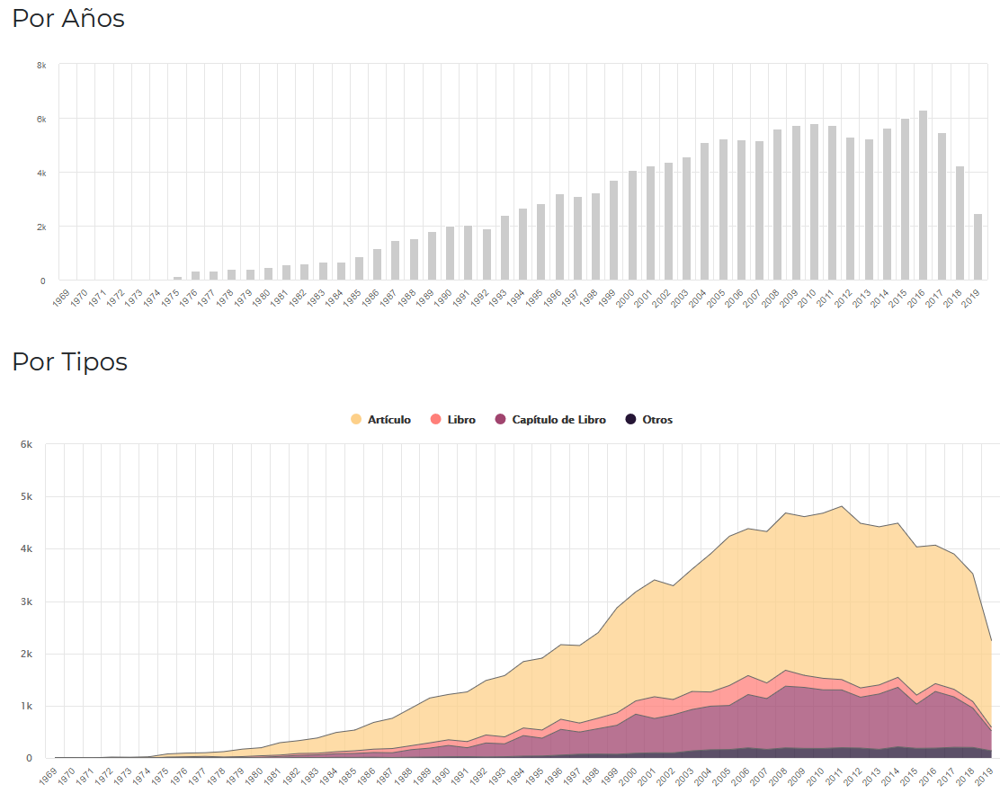 Por Años
8k
6k
4k
2k
0
1969 1970 1971 1972 1973 1974 1975 1976 1977 1978 1979 1980 1981 1982 1983 1984 1985 1986 1987 1988 1989 1990 1991 1992 1993 1994 1995 1996 1997 1998 1999 2000 2001 2002 2003 2004 2005 2006 2007 2008 2009 2010 2011 2012 2013 2014 2015 2016 2017 2018 2019
Por Tipos
Artículo Libro Capítulo de Libro Otros
6k
5k
4k
3k
2k
1k
0
1969 1970 1971 1972 1973 1974 1975 1976 1977 1978 1979 1980 1981 1982 1983 1984 1985 1986 1987 1988 1989 1990 1991 1992 1993 1994 1995 1996 1997 1998 1999 2000 2001 2002 2003 2004 2005 2006 2007 2008 2009 2010 2011 2012 2013 2014 2015 2016 2017 2018 2019